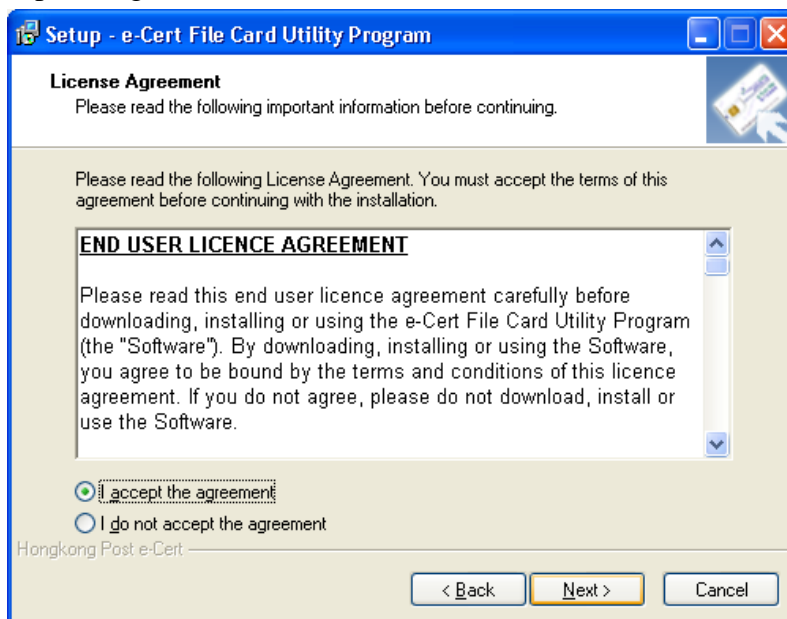 Setup - e-Cert File Card Utility Program
License Agreement
Please read the following important information before continuing.
Please read the following License Agreement. You must accept the terms of this
agreement before continuing with the installation.
END USER LICENCE AGREEMENT
Please read this end user licence agreement carefully before
downloading, installing or using the e-Cert File Card Utility Program
(the "Software"). By downloading, installing or using the Software,
you agree to be bound by the terms and conditions of this licence
agreement. If you do not agree, please do not download, install or
use the Software.
I accept the agreement
I do not accept the agreement
Hongkong Post e-Cert
< Back Next > Cancel